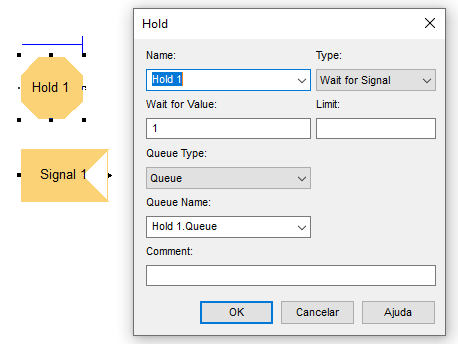 Hold 1
Signal 1
Hold
Name:
Type:
Hold 1
Wait for Signal
Wait for Value:
Limit:
1
Queue Type:
Queue
Queue Name:
Hold 1.Queue
Comment:
OK
Cancelar
Ajuda